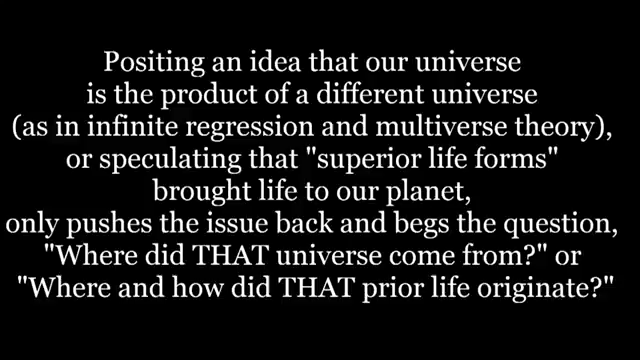 Positing an idea that our universe
is the product of a different universe
(as in infinite regression and multiverse theory),
or speculating that "superior life forms"
brought life to our planet,
only pushes the issue back and begs the question,
"Where did THAT universe come from?" or
"Where and how did THAT prior life originate?"